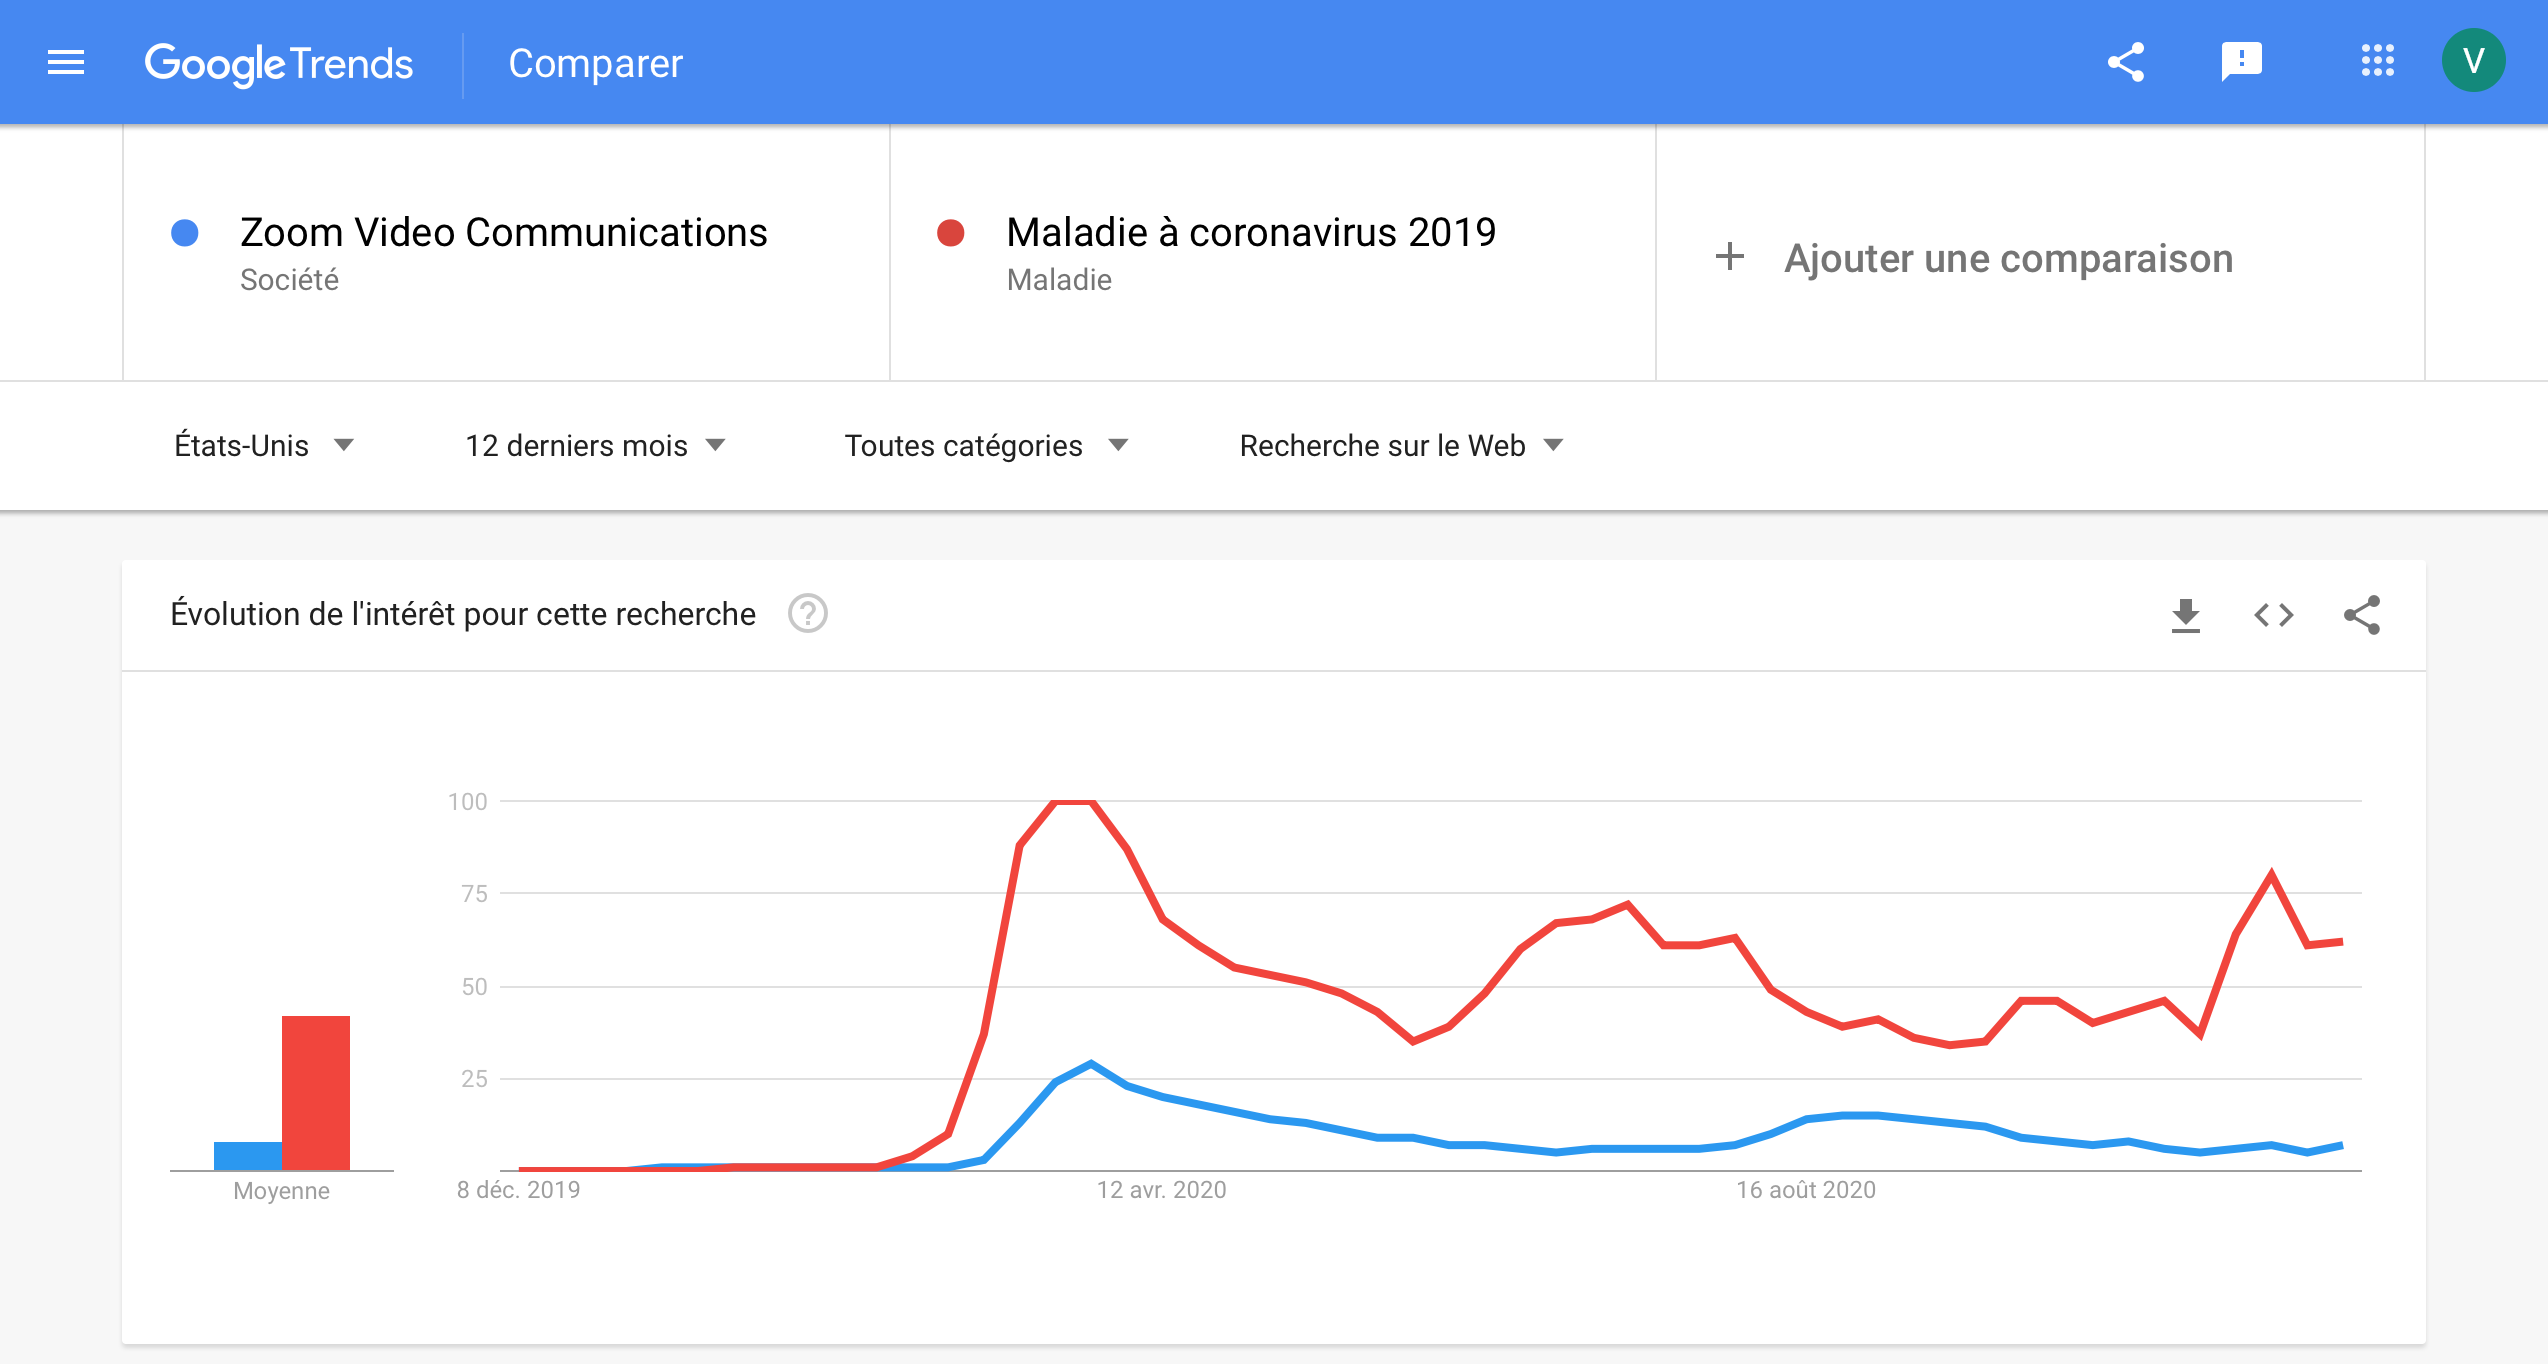 Google Trends
Comparer
V
Zoom Video Communications
Société
Maladie à coronavirus 2019
Maladie
+ Ajouter une comparaison
États-Unis
12 derniers mois
Toutes catégories
Recherche sur le Web
Évolution de l'intérêt pour cette recherche
100
75
50
25
Moyenne
8 déc. 2019
12 avr. 2020
16 août 2020